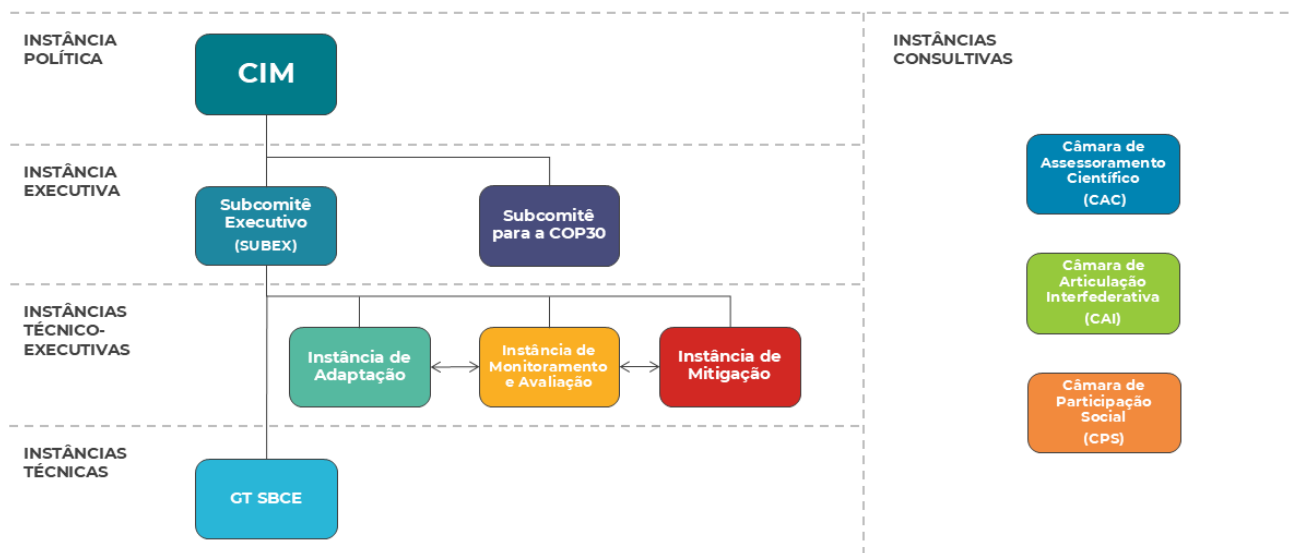 INSTÂNCIA
POLÍTICA
CIM
INSTÂNCIA
EXECUTIVA
Subcomitê
Executivo
(SUBEX)
Subcomitê
para a COP30
INSTÂNCIAS
TÉCNICO-
EXECUTIVAS
Instância de
Adaptação
Instância de
Monitoramento
e Avaliação
Instância de
Mitigação
INSTÂNCIAS
TÉCNICAS
GT SBCE
INSTÂNCIAS
CONSULTIVAS
Câmara de
Assessoramento
Científico
(CAC)
Câmara de
Articulação
Interfederativa
(CAI)
Câmara de
Participação
Social
(CPS)